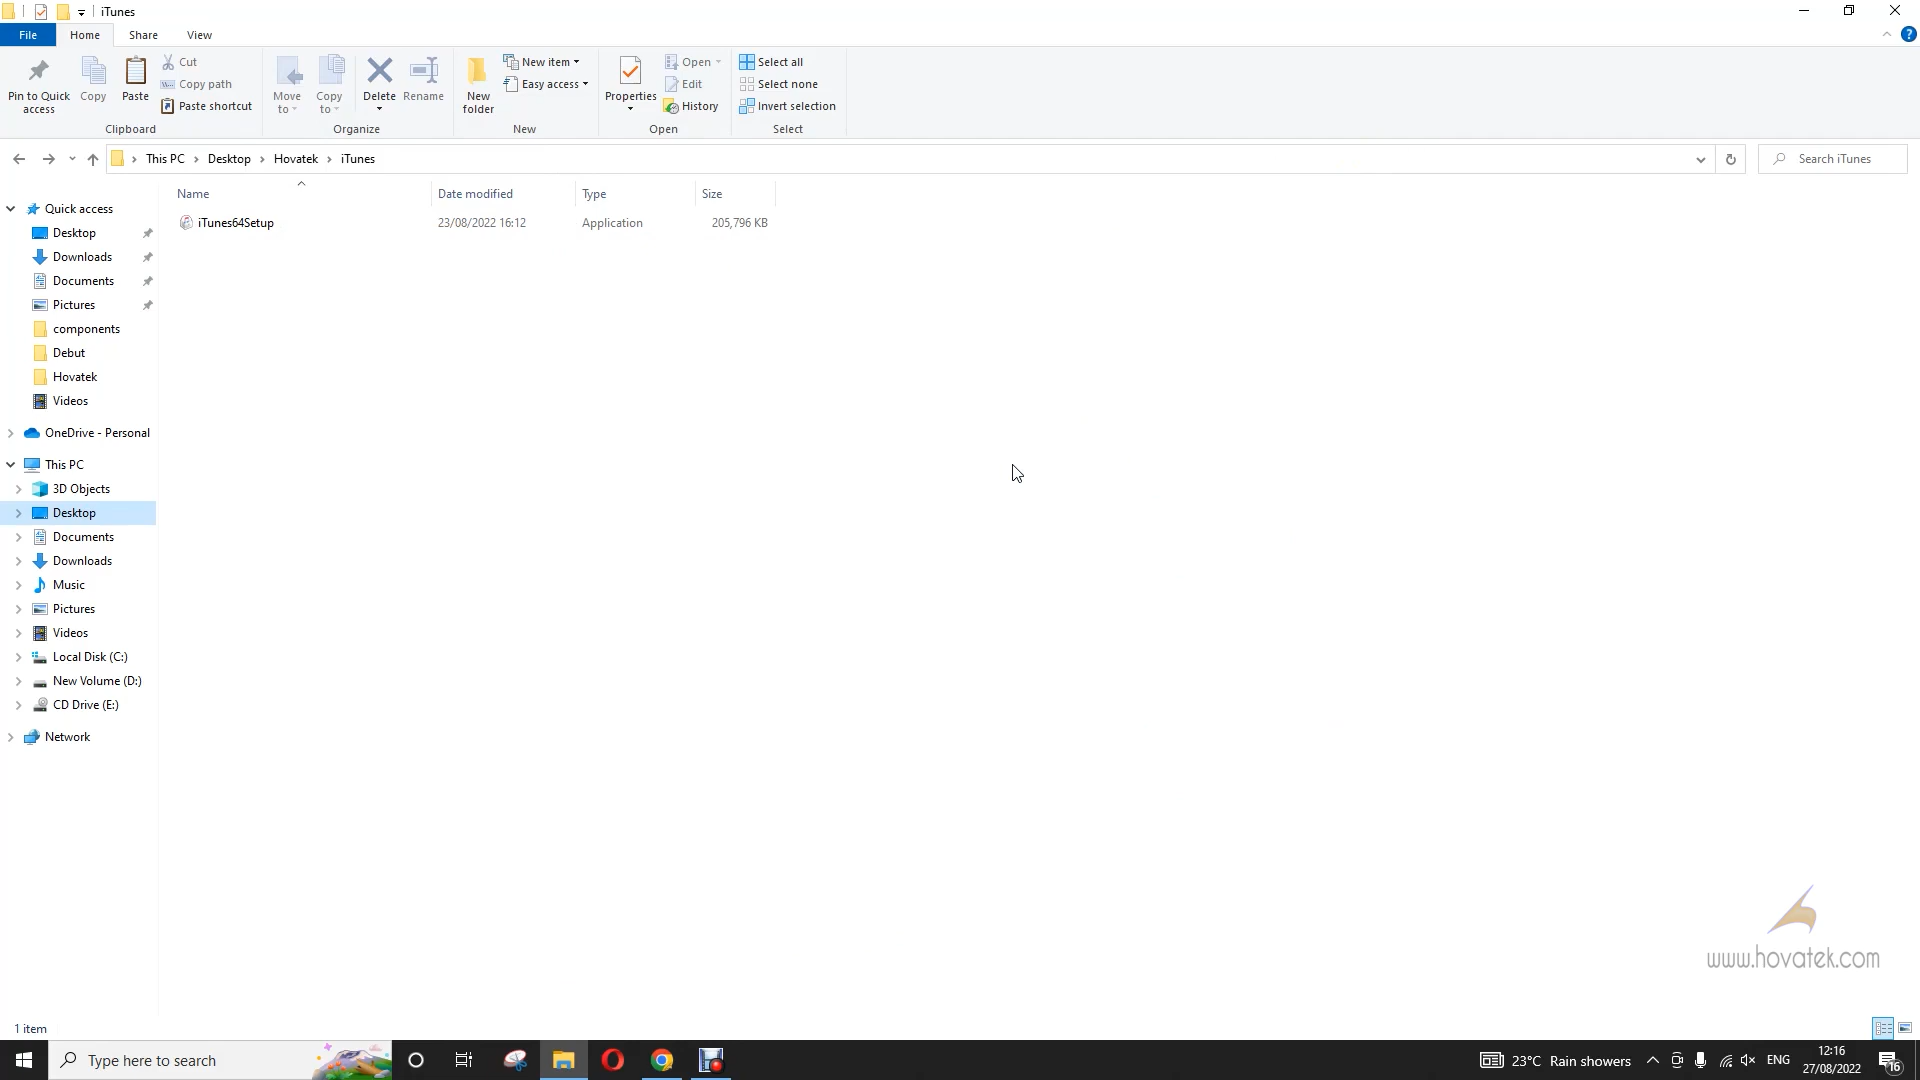 iTunes
File Home Share View
Pin to Quick access
Copy
Paste
Cut
Copy path
Paste shortcut
Clipboard
Move to
Copy to
Delete
Rename
Organize
New folder
New item
Easy access
New
Properties
Open
Edit
History
Open
Select all
Select none
Invert selection
Select
This PC Desktop Hovatek iTunes
Search iTunes
Name Date modified Type Size
iTunes64Setup 23/08/2022 16:12 Application 205,796 KB
Quick access
Desktop
Downloads
Documents
Pictures
components
Debut
Hovatek
Videos
OneDrive - Personal
This PC
3D Objects
Desktop
Documents
Downloads
Music
Pictures
Videos
Local Disk (C:)
New Volume (D:)
CD Drive (E:)
Network
www.hovatek.com
1 item
Type here to search
23°C Rain showers
ENG
12:16
27/08/2022
16